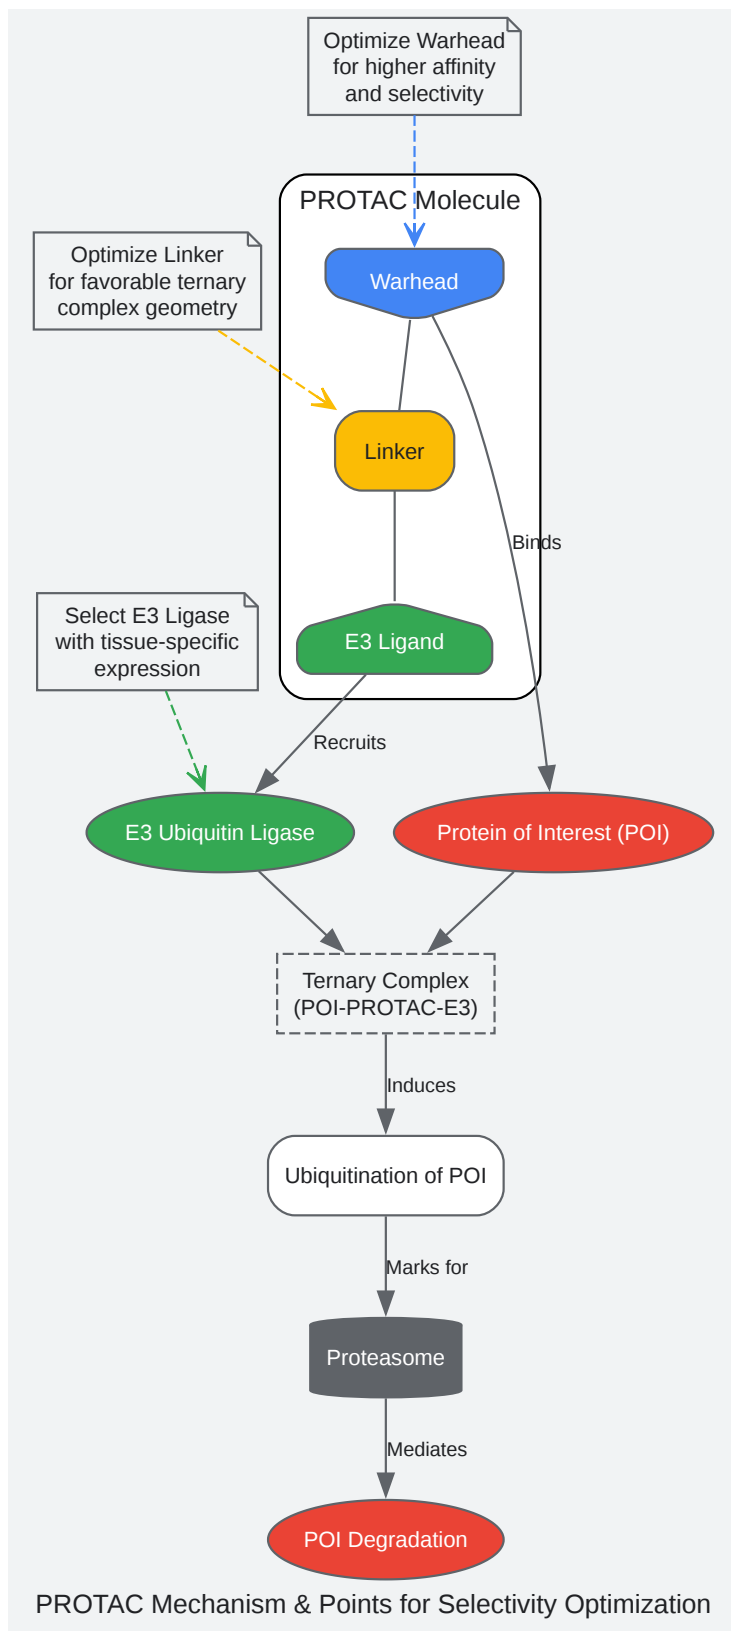 Optimize Warhead
for higher affinity
and selectivity
PROTAC Molecule
Optimize Linker
for favorable ternary
complex geometry
Warhead
Linker
Binds
Select E3 Ligase
with tissue-specific
expression
E3 Ligand
Recruits
E3 Ubiquitin Ligase
Protein of Interest (POI)
Ternary Complex
(POI-PROTAC-E3)
Induces
Ubiquitination of POI
Marks for
Proteasome
Mediates
POI Degradation
PROTAC Mechanism & Points for Selectivity Optimization